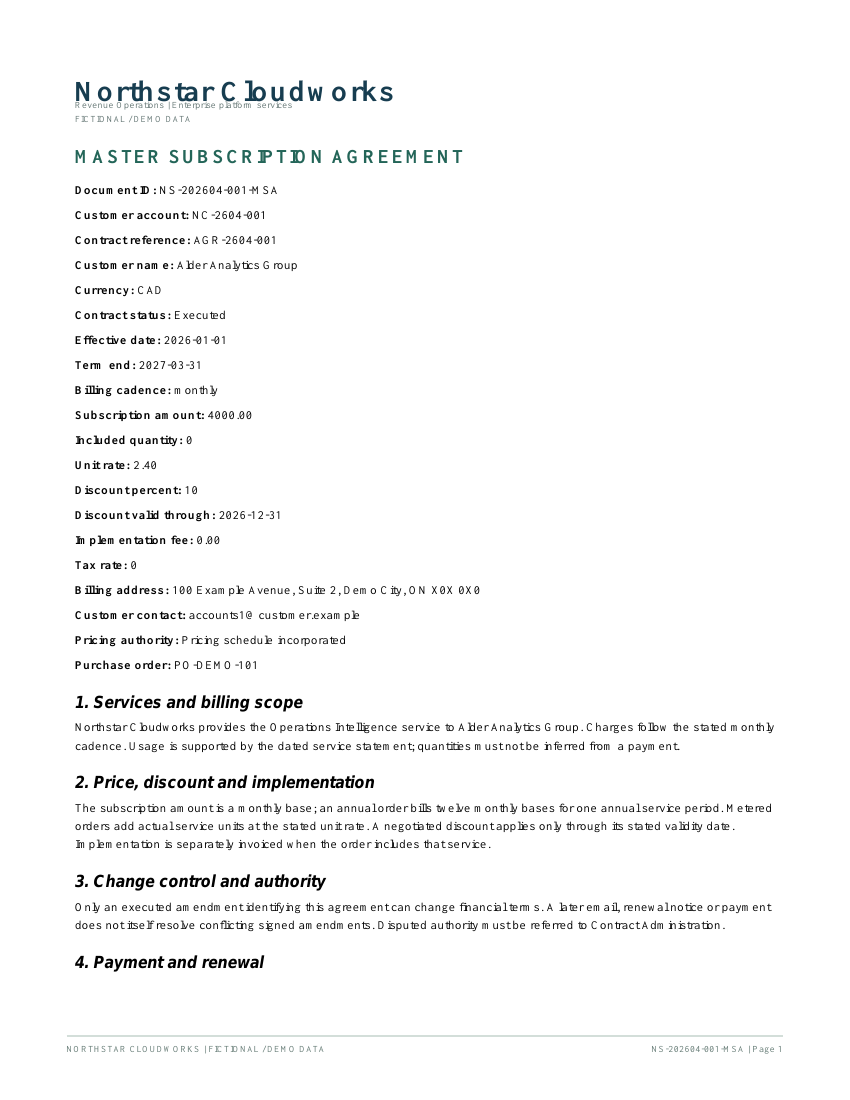 Northstar Cloudworks
Revenue Operations | Enterprise platform services
FICTIONAL / DEMO DATA
MASTER SUBSCRIPTION AGREEMENT
Document ID: NS-202604-001-MSA
Customer account: NC-2604-001
Contract reference: AGR-2604-001
Customer name: Alder Analytics Group
Currency: CAD
Contract status: Executed
Effective date: 2026-01-01
Term end: 2027-03-31
Billing cadence: monthly
Subscription amount: 4000.00
Included quantity: 0
Unit rate: 2.40
Discount percent: 10
Discount valid through: 2026-12-31
Implementation fee: 0.00
Tax rate: 0
Billing address: 100 Example Avenue, Suite 2, Demo City, ON X0X 0X0
Customer contact: accounts1@customer.example
Pricing authority: Pricing schedule incorporated
Purchase order: PO-DEMO-101
1. Services and billing scope
Northstar Cloudworks provides the Operations Intelligence service to Alder Analytics Group. Charges follow the stated monthly
cadence. Usage is supported by the dated service statement; quantities must not be inferred from a payment.
2. Price, discount and implementation
The subscription amount is a monthly base; an annual order bills twelve monthly bases for one annual service period. Metered
orders add actual service units at the stated unit rate. A negotiated discount applies only through its stated validity date.
Implementation is separately invoiced when the order includes that service.
3. Change control and authority
Only an executed amendment identifying this agreement can change financial terms. A later email, renewal notice or payment
does not itself resolve conflicting signed amendments. Disputed authority must be referred to Contract Administration.
4. Payment and renewal
NORTHSTAR CLOUDWORKS | FICTIONAL / DEMO DATA
NS-202604-001-MSA | Page 1